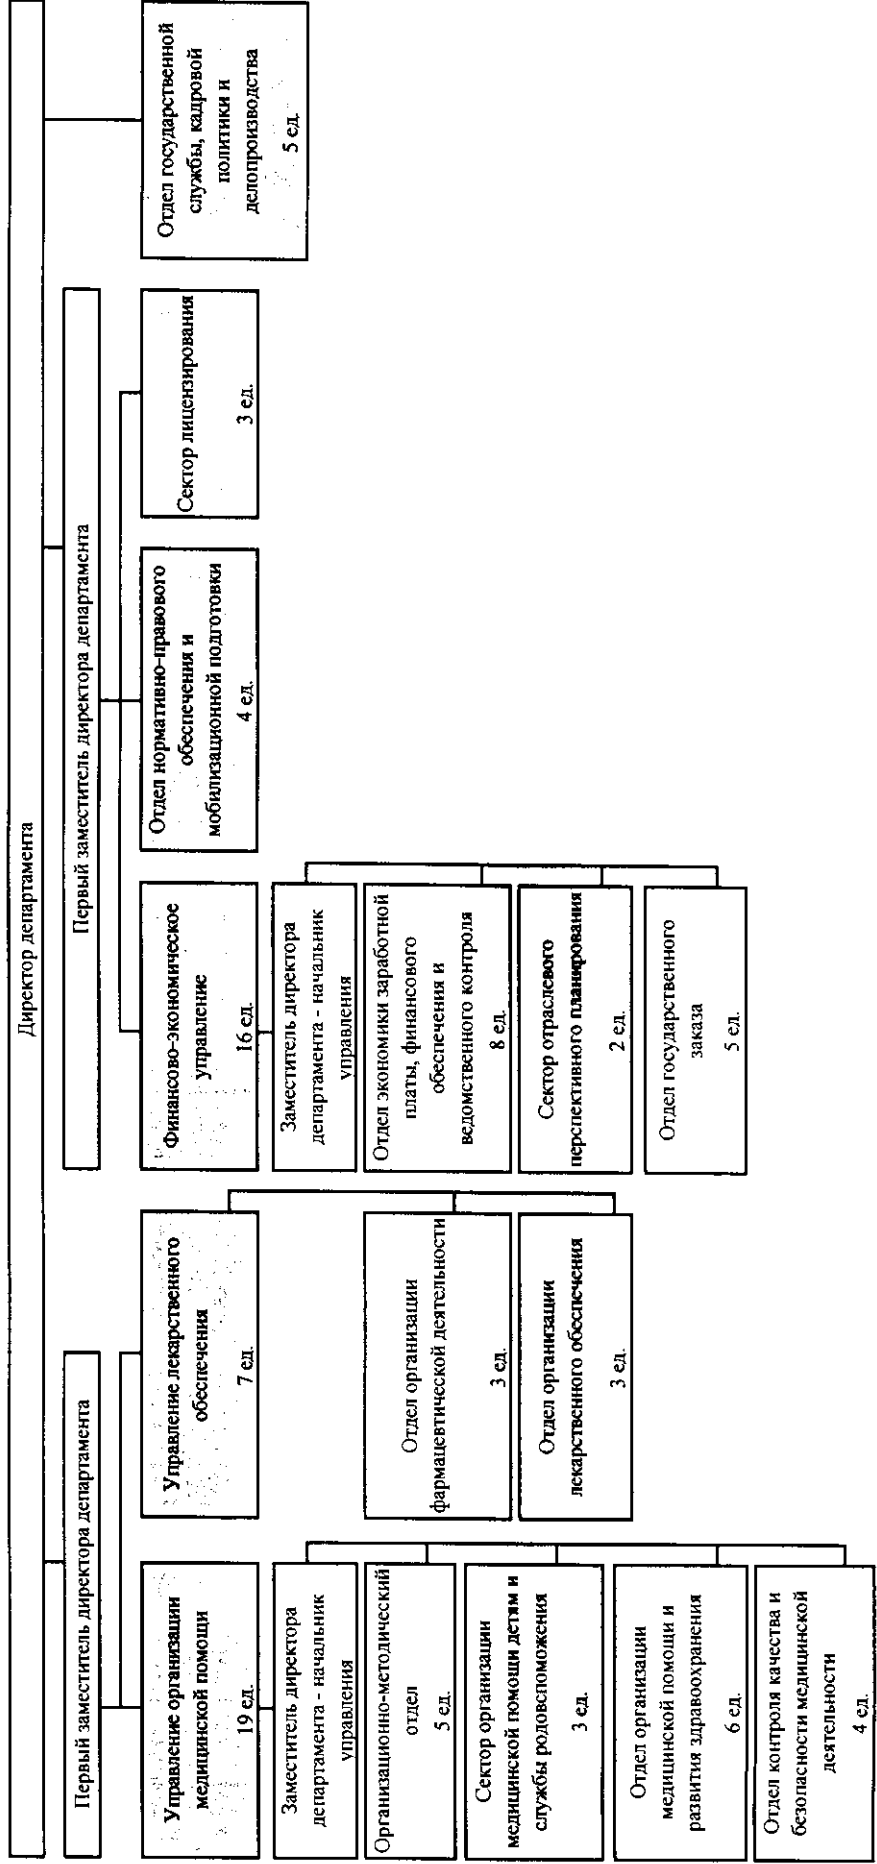 Директор департамента
Первый заместитель директора департамента
Управление организации
медицинской помощи
19 ед.
Заместитель директора
департамента - начальник
управления
Организационно-методический
отдел
5 ед.
Сектор организации
медицинской помощи детям и
службы родовспоможения
3 ед.
Отдел организации
медицинской помощи и
развития здравоохранения
6 ед.
Отдел контроля качества и
безопасности медицинской
деятельности
4 ед.
Управление лекарственного
обеспечения
7 ед.
Отдел организации
фармацевтической деятельности
3 ед.
Отдел организации
лекарственного обеспечения
3 ед.
Первый заместитель директора департамента
Финансово-экономическое
управление
16 ед.
Заместитель директора
департамента - начальник
управления
Отдел экономики заработной
платы, финансового
обеспечения и
ведомственного контроля
8 ед.
Сектор отраслевого
перспективного планирования
2 ед.
Отдел государственного
заказа
5 ед.
Отдел нормативно-правового
обеспечения и
мобилизационной подготовки
4 ед.
Сектор лицензирования
3 ед.
Отдел государственной
службы, кадровой
политики и
делопроизводства
5 ед.